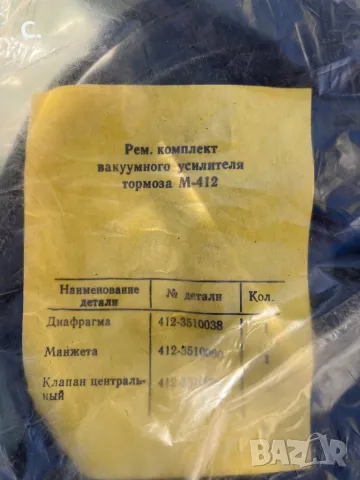 С.
Рем. комплект
вакуумного усилителя
тормоза М-412
Наименование детали № детали Кол.
Диафрагма 412-3510038 1
Манжета 1
Клапан централь-
ный
BAZAR